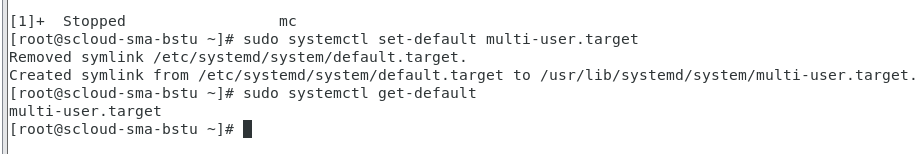 [1]+  Stopped                 mc
[root@scloud-sma-bstu ~]# sudo systemctl set-default multi-user.target
Removed symlink /etc/systemd/system/default.target.
Created symlink from /etc/systemd/system/default.target to /usr/lib/systemd/system/multi-user.target.
[root@scloud-sma-bstu ~]# sudo systemctl get-default
multi-user.target
[root@scloud-sma-bstu ~]#